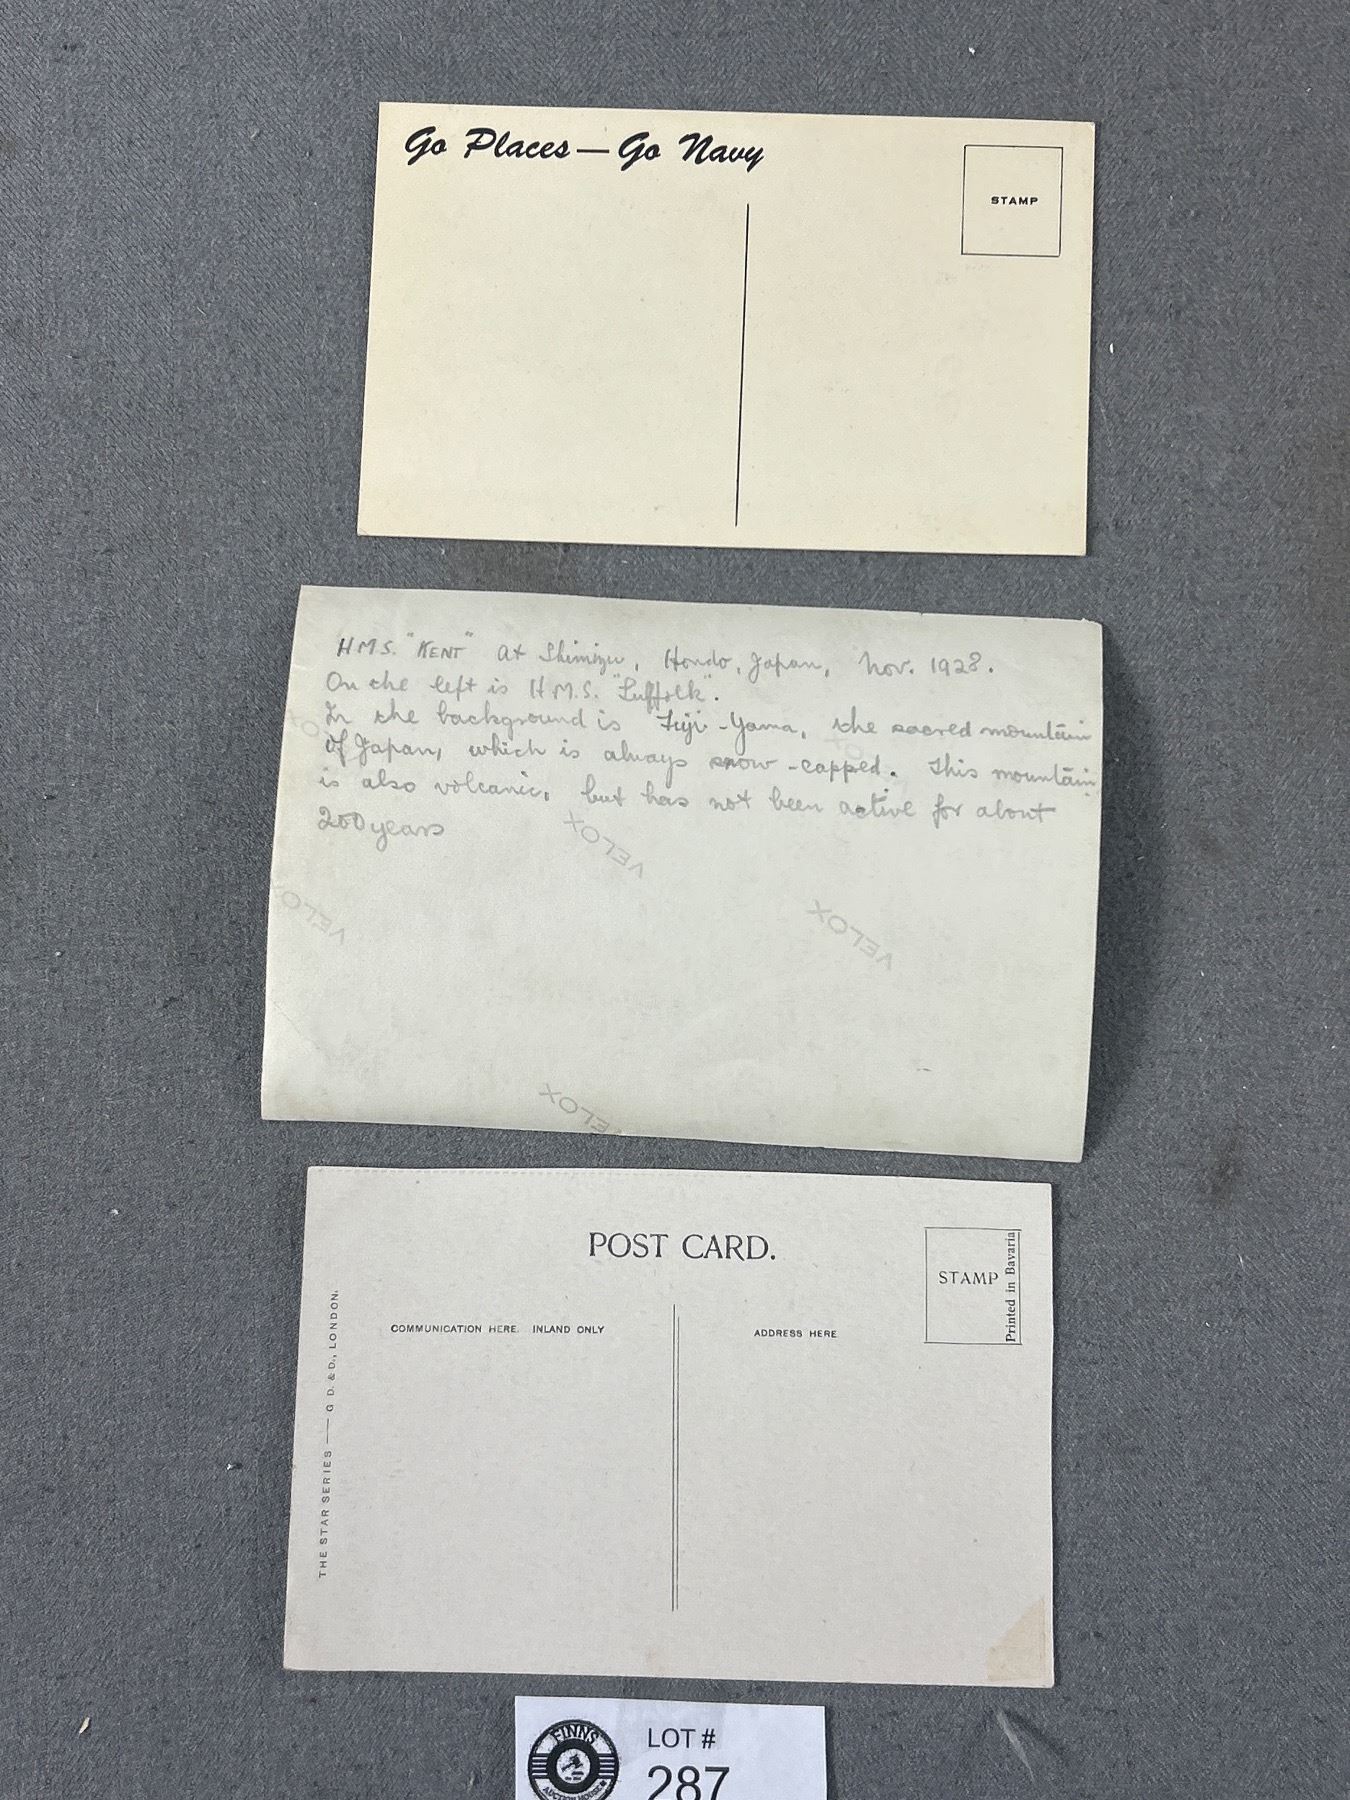 Go Places — Go Navy
STAMP
H.M.S. "KENT" at Shimizu, Hondo, Japan, Nov. 1928.
On the left is H.M.S. "Suffolk".
In the background is Fuji-Yama, the sacred mountain
of Japan, which is always snow-capped. This mountain
is also volcanic, but has not been active for about
200 years
VELOX
VELOX
VELOX
VELOX
POST CARD.
STAMP
Printed in Bavaria
COMMUNICATION HERE. INLAND ONLY
ADDRESS HERE
THE STAR SERIES — G. D. & D., LONDON.
FINNS
AUCTION HOUSE
LOT #
287